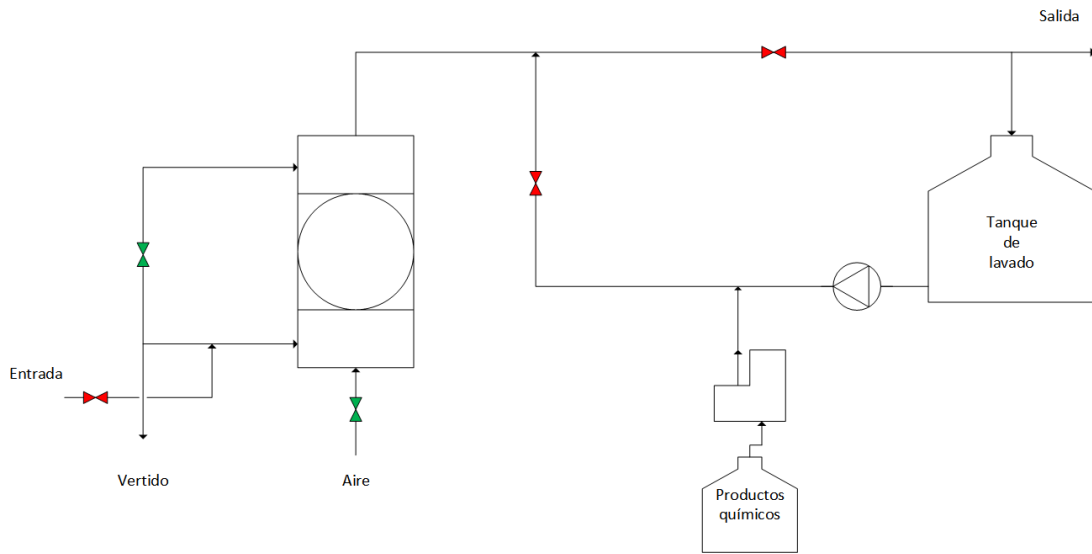 Salida
Tanque
de
lavado
Entrada
Vertido
Aire
Productos
químicos